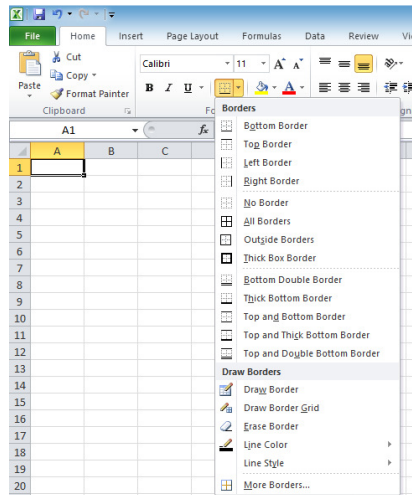 File Home Insert Page Layout Formulas Data Review
Cut
Copy
Paste
Format Painter
Calibri 11 A A
B I U A
Clipboard
A1 fx
A B C
1
2
3
4
5
6
7
8
9
10
11
12
13
14
15
16
17
18
19
20
Borders
Bottom Border
Top Border
Left Border
Right Border
No Border
All Borders
Outside Borders
Thick Box Border
Bottom Double Border
Thick Bottom Border
Top and Bottom Border
Top and Thick Bottom Border
Top and Double Bottom Border
Draw Borders
Draw Border
Draw Border Grid
Erase Border
Line Color
Line Style
More Borders...